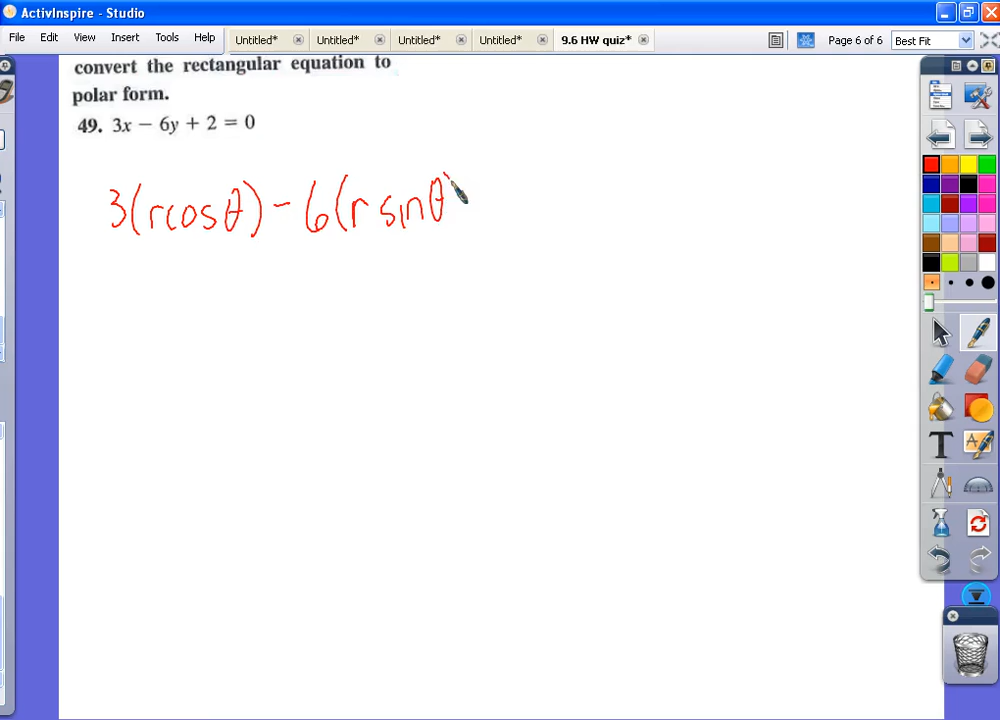 ActivInspire - Studio
File Edit View Insert Tools Help
Untitled* Untitled* Untitled* Untitled* 9.6 HW quiz*
Page 6 of 6 Best Fit
convert the rectangular equation to
polar form.
49. 3x − 6y + 2 = 0
3(rcosθ) - 6(r sinθ)